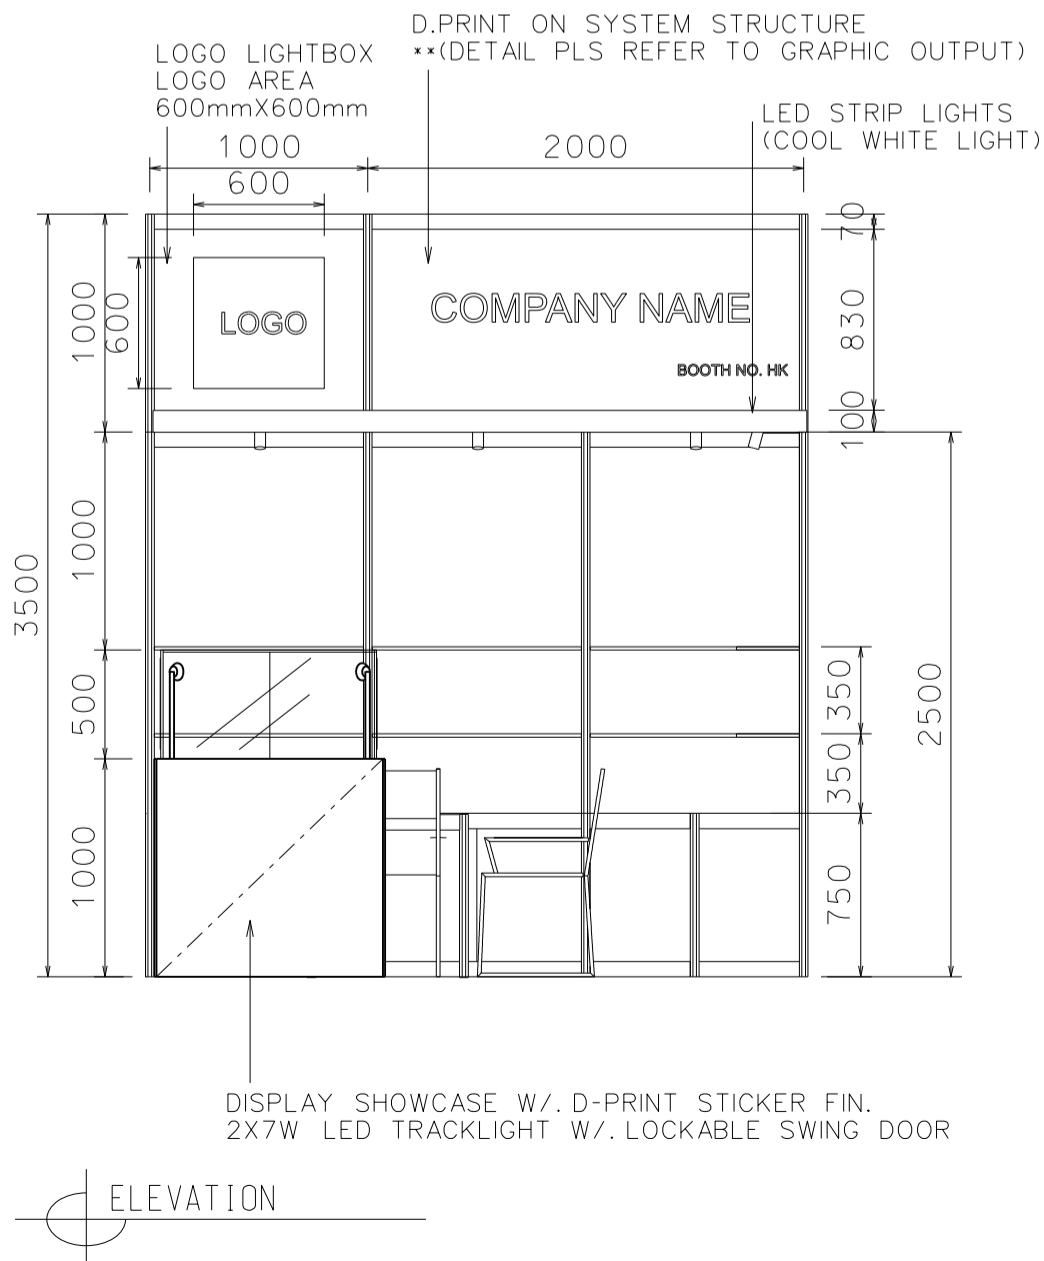 D.PRINT ON SYSTEM STRUCTURE
**(DETAIL PLS REFER TO GRAPHIC OUTPUT)
LOGO LIGHTBOX
LOGO AREA
600mmX600mm
LED STRIP LIGHTS
(COOL WHITE LIGHT)
1000
2000
600
70
1000
600
LOGO
COMPANY NAME
BOOTH NO. HK
830
100
3500
1000
500
1000
350
350
750
2500
DISPLAY SHOWCASE W/. D-PRINT STICKER FIN.
2X7W LED TRACKLIGHT W/. LOCKABLE SWING DOOR
ELEVATION